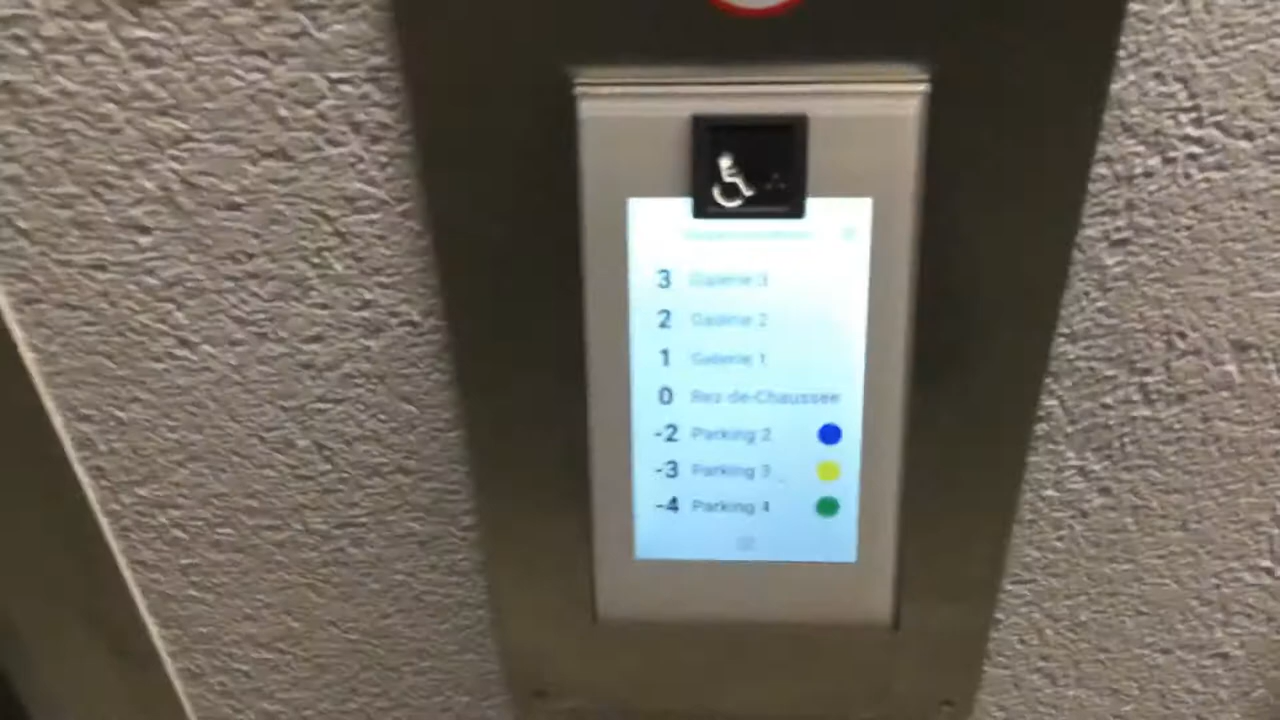 3 Galerie 3
2 Galerie 2
1 Galerie 1
0 Rez-de-Chaussée
-2 Parking 2
-3 Parking 3
-4 Parking 4